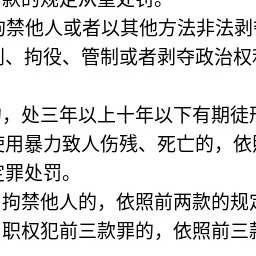 款的规定从重处罚。
拘禁他人或者以其他方法非法剥
、拘役、管制或者剥夺政治权
，处三年以上十年以下有期徒
使用暴力致人伤残、死亡的，依
定罪处罚。
拘禁他人的，依照前两款的规定
职权犯前三款罪的，依照前三款